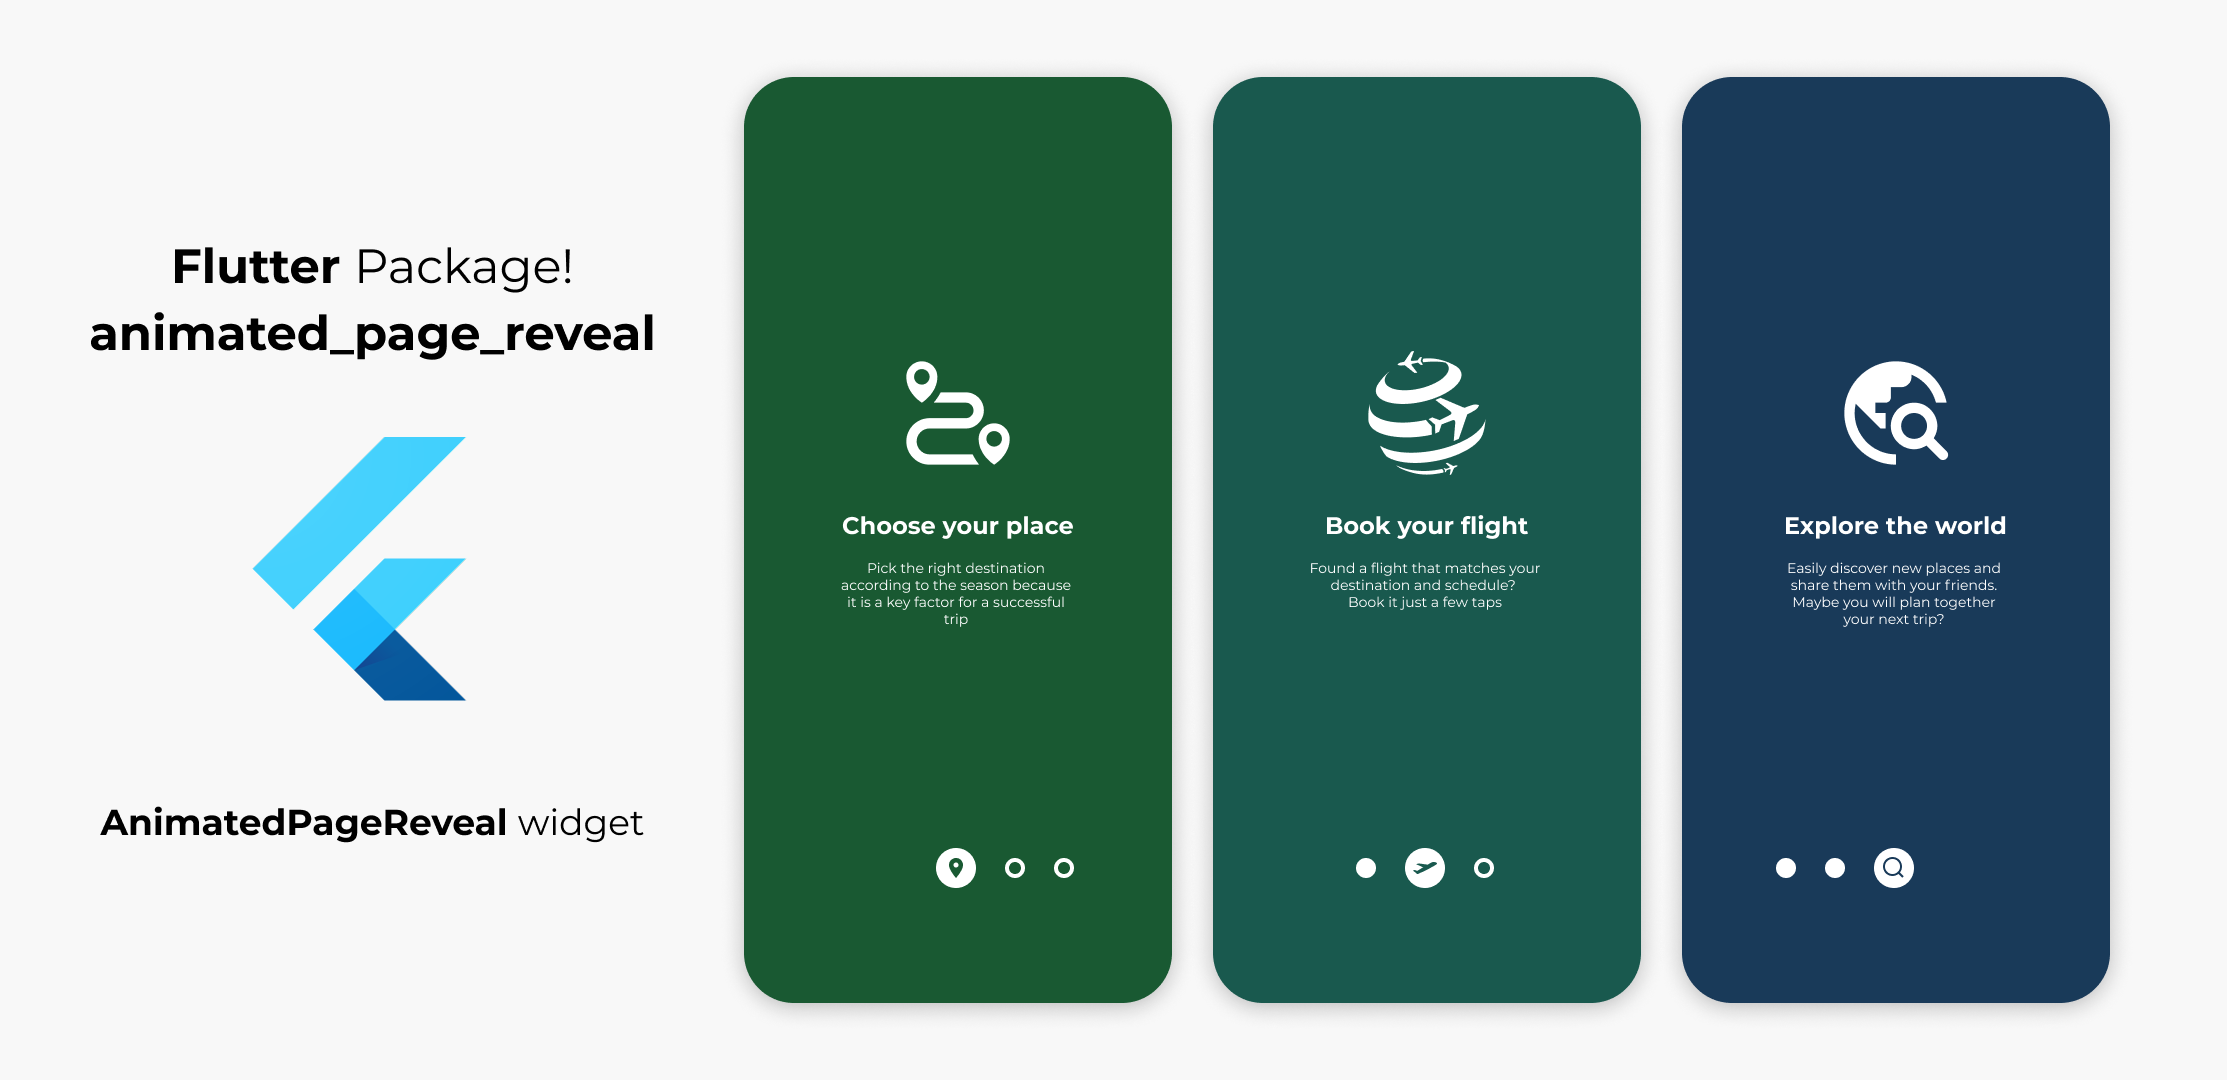 Flutter Package!
animated_page_reveal
AnimatedPageReveal widget
Choose your place
Pick the right destination
according to the season because
it is a key factor for a successful
trip
Book your flight
Found a flight that matches your
destination and schedule?
Book it just a few taps
Explore the world
Easily discover new places and
share them with your friends.
Maybe you will plan together
your next trip?